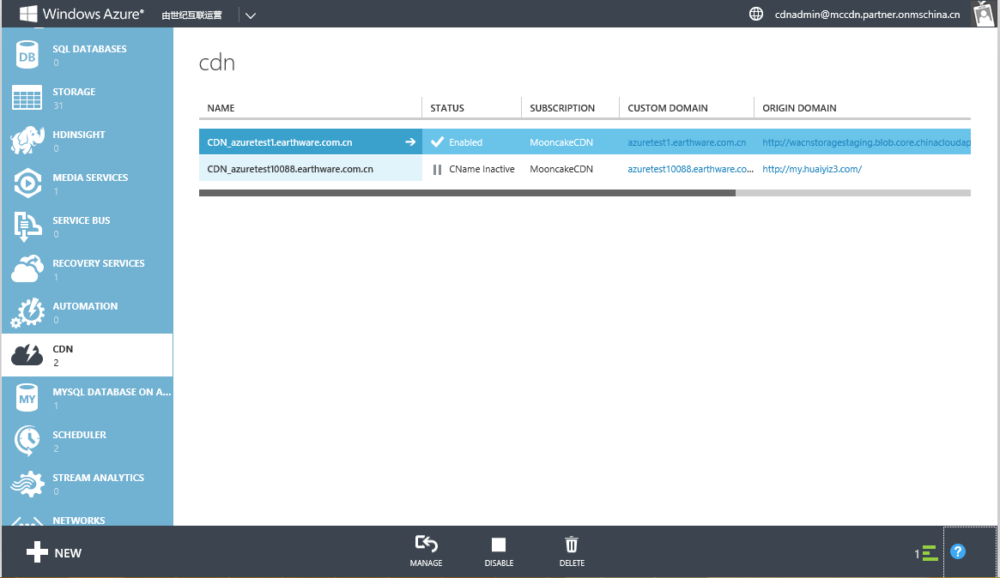 Windows Azure® 由世纪互联运营 cdnadmin@mccdn.partner.onmschina.cn
DB SQL DATABASES
0
STORAGE
31
HDINSIGHT
0
MEDIA SERVICES
1
SERVICE BUS
0
RECOVERY SERVICES
1
AUTOMATION
0
CDN
2
MY MYSQL DATABASE ON A...
1
SCHEDULER
2
STREAM ANALYTICS
0
NETWORKS
cdn
NAME STATUS SUBSCRIPTION CUSTOM DOMAIN ORIGIN DOMAIN
CDN_azuretest1.earthware.com.cn Enabled MooncakeCDN azuretest1.earthware.com.cn http://wacnstoragestaging.blob.core.chinacloudap
CDN_azuretest10088.earthware.com.cn CName Inactive MooncakeCDN azuretest10088.earthware.co... http://my.huaiyiz3.com/
NEW
MANAGE DISABLE DELETE
1 ?